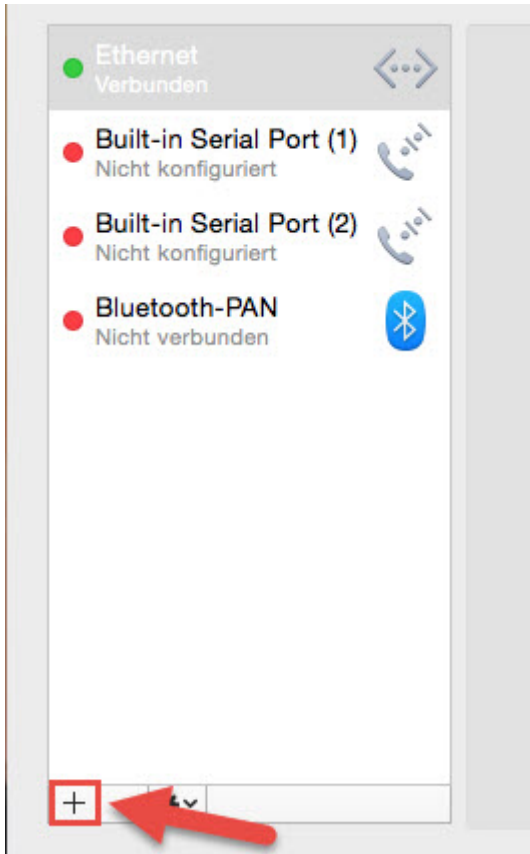 Ethernet
Verbunden
Built-in Serial Port (1)
Nicht konfiguriert
Built-in Serial Port (2)
Nicht konfiguriert
Bluetooth-PAN
Nicht verbunden
+